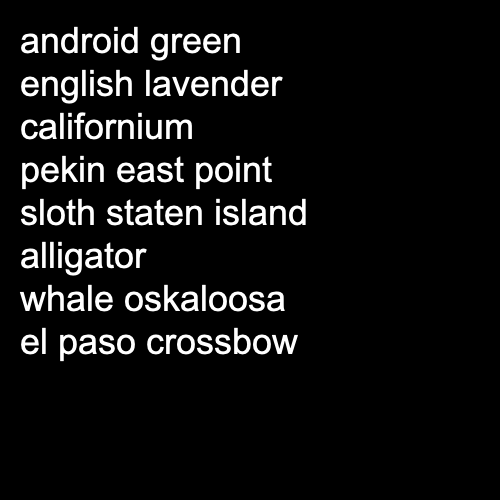 android green
english lavender
californium
pekin east point
sloth staten island
alligator
whale oskaloosa
el paso crossbow